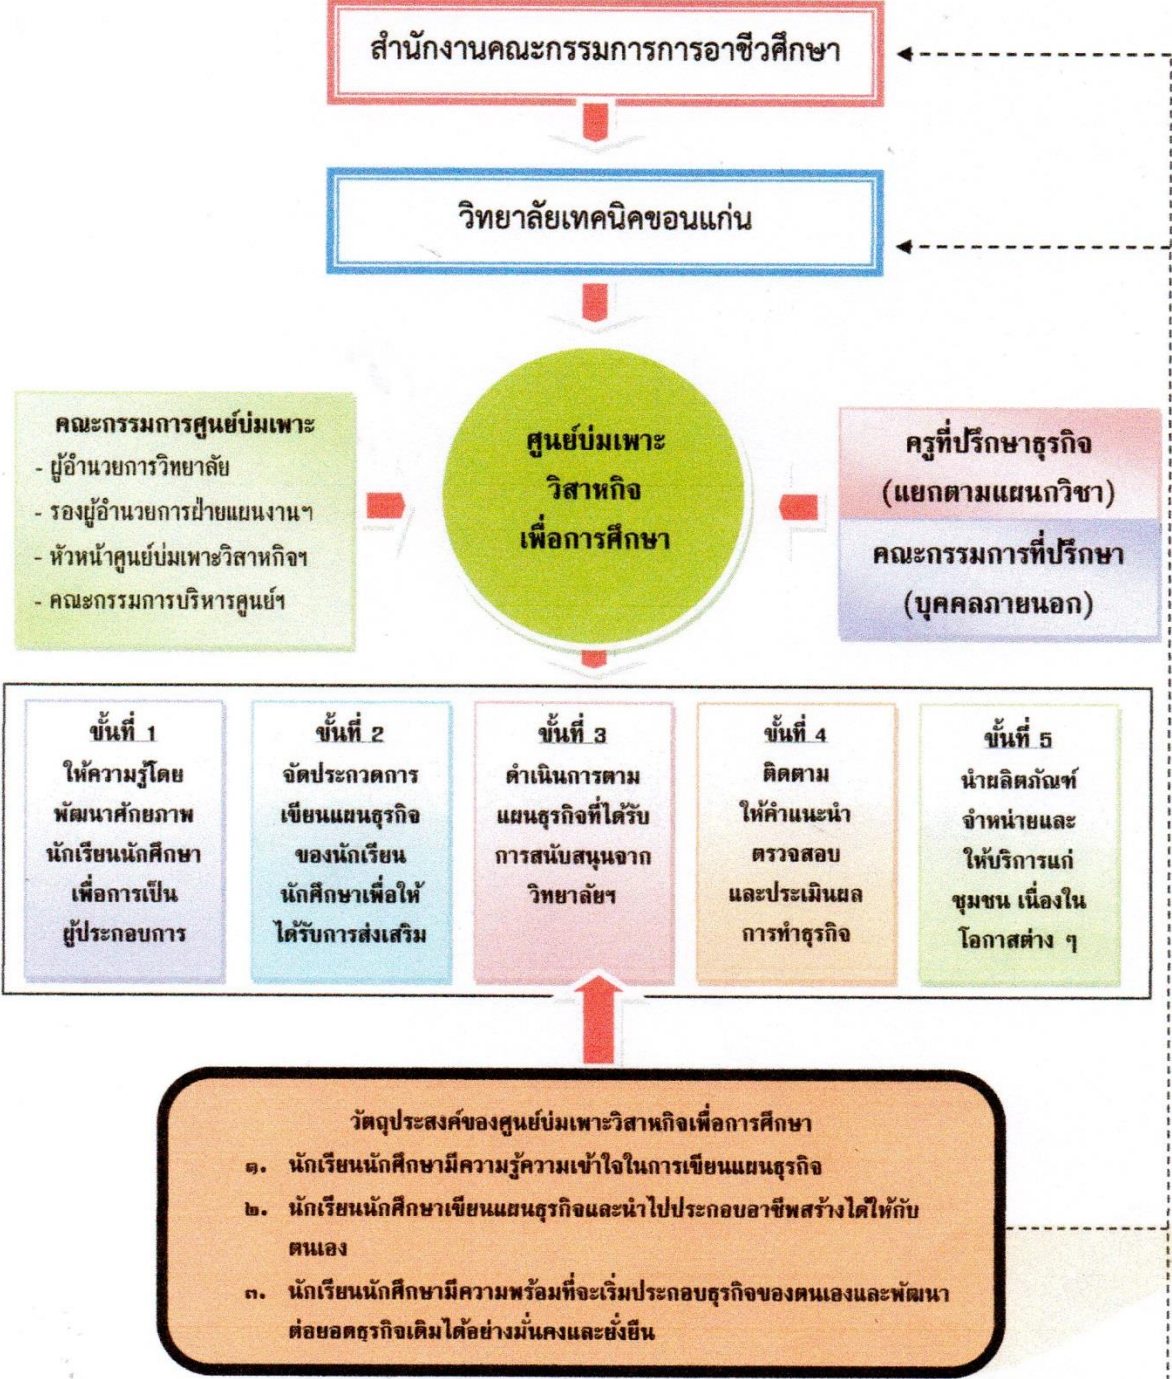 สำนักงานคณะกรรมการการอาชีวศึกษา
วิทยาลัยเทคนิคขอนแก่น
คณะกรรมการศูนย์บ่มเพาะ
- ผู้อำนวยการวิทยาลัย
- รองผู้อำนวยการฝ่ายแผนงานฯ
- หัวหน้าศูนย์บ่มเพาะวิสาหกิจฯ
- คณะกรรมการบริหารศูนย์ฯ
ศูนย์บ่มเพาะ
วิสาหกิจ
เพื่อการศึกษา
ครูที่ปรึกษาธุรกิจ
(แยกตามแผนกวิชา)
คณะกรรมการที่ปรึกษา
(บุคคลภายนอก)
ขั้นที่ 1
ให้ความรู้โดย
พัฒนาศักยภาพ
นักเรียนนักศึกษา
เพื่อการเป็น
ผู้ประกอบการ
ขั้นที่ 2
จัดประกวดการ
เขียนแผนธุรกิจ
ของนักเรียน
นักศึกษาเพื่อให้
ได้รับการส่งเสริม
ขั้นที่ 3
ดำเนินการตาม
แผนธุรกิจที่ได้รับ
การสนับสนุนจาก
วิทยาลัยฯ
ขั้นที่ 4
ติดตาม
ให้คำแนะนำ
ตรวจสอบ
และประเมินผล
การทำธุรกิจ
ขั้นที่ 5
นำผลิตภัณฑ์
จำหน่ายและ
ให้บริการแก่
ชุมชน เนื่องใน
โอกาสต่าง ๆ
วัตถุประสงค์ของศูนย์บ่มเพาะวิสาหกิจเพื่อการศึกษา
๑. นักเรียนนักศึกษามีความรู้ความเข้าใจในการเขียนแผนธุรกิจ
๒. นักเรียนนักศึกษาเขียนแผนธุรกิจและนำไปประกอบอาชีพสร้างได้ให้กับ
ตนเอง
๓. นักเรียนนักศึกษามีความพร้อมที่จะเริ่มประกอบธุรกิจของตนเองและพัฒนา
ต่อยอดธุรกิจเดิมได้อย่างมั่นคงและยั่งยืน